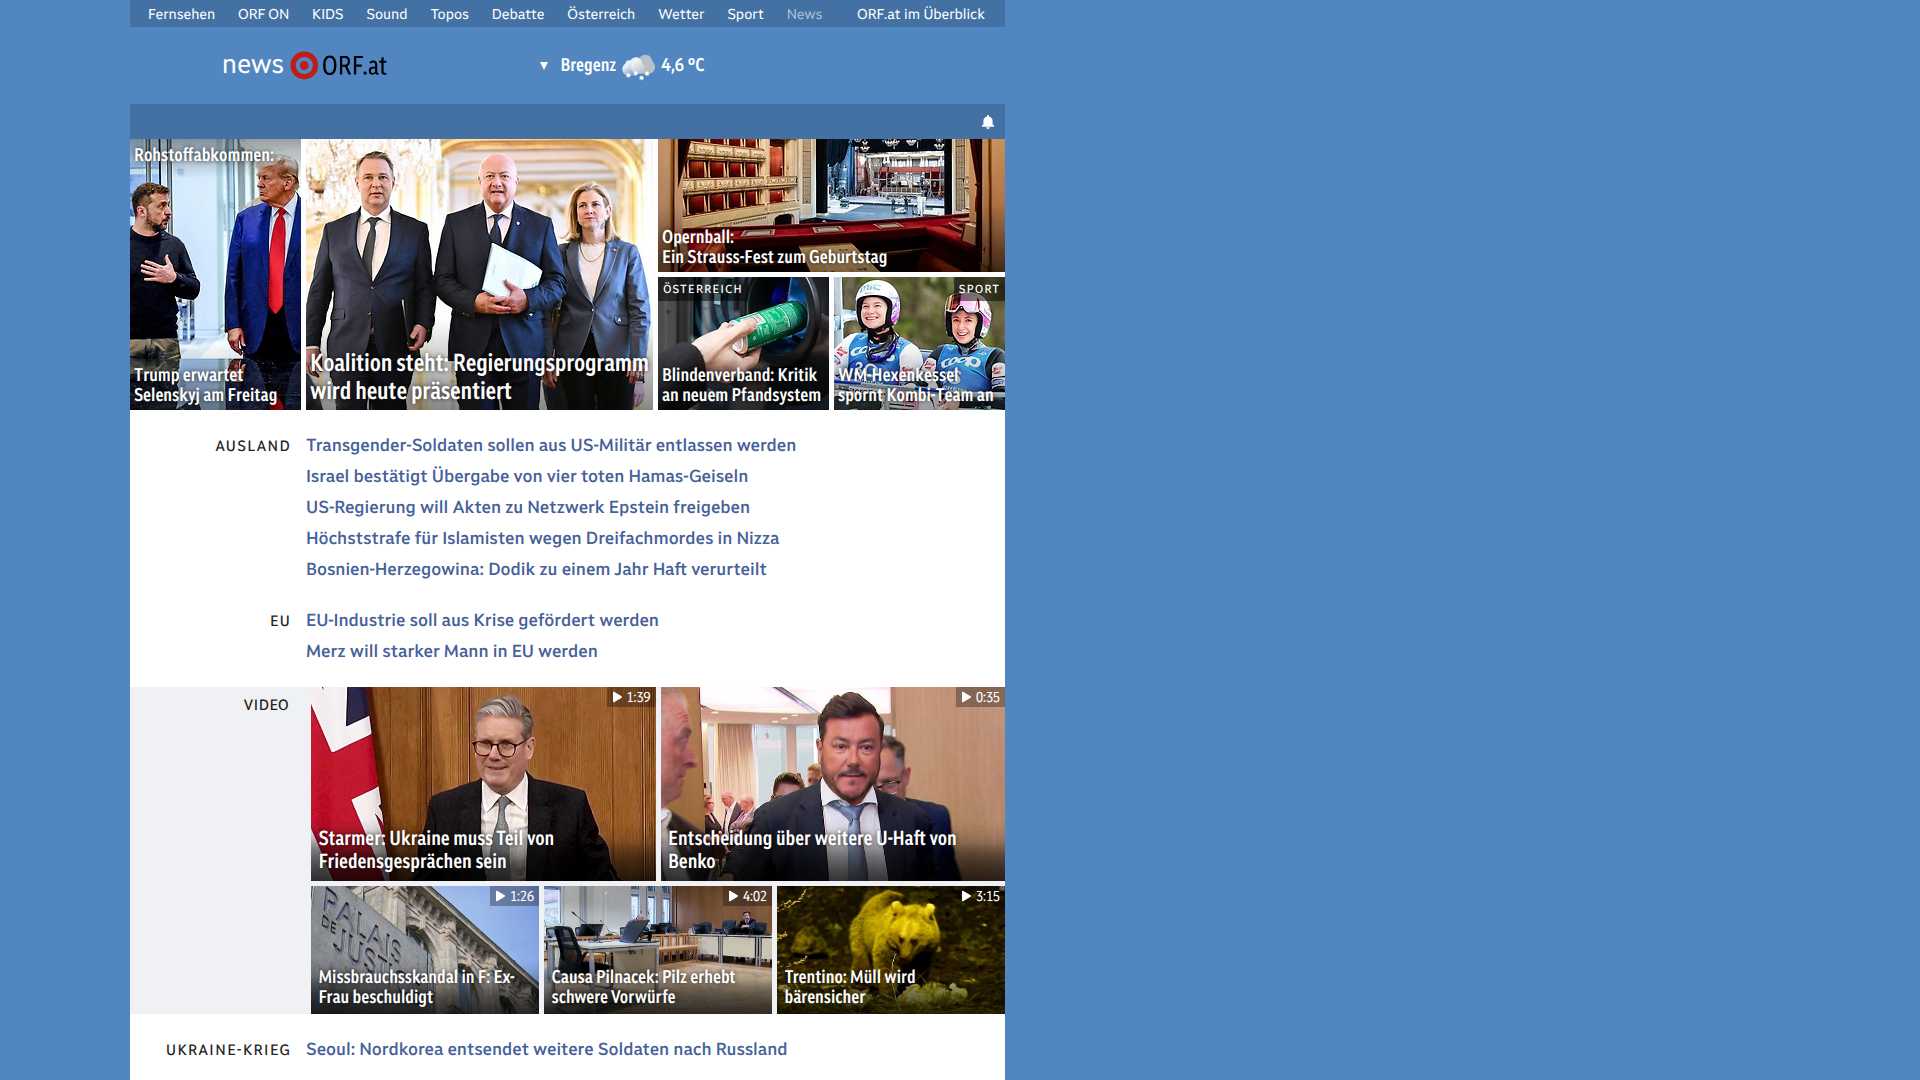 Fernsehen ORF ON KIDS Sound Topos Debatte Österreich Wetter Sport News ORF.at im Überblick
news ORF.at
Bregenz 4,6 °C
Rohstoffabkommen:
Trump erwartet
Selenskyj am Freitag
Koalition steht: Regierungsprogramm
wird heute präsentiert
Opernball:
Ein Strauss-Fest zum Geburtstag
ÖSTERREICH
Blindenverband: Kritik
an neuem Pfandsystem
SPORT
WM-Hexenkessel
spornt Kombi-Team an
AUSLAND
Transgender-Soldaten sollen aus US-Militär entlassen werden
Israel bestätigt Übergabe von vier toten Hamas-Geiseln
US-Regierung will Akten zu Netzwerk Epstein freigeben
Höchststrafe für Islamisten wegen Dreifachmordes in Nizza
Bosnien-Herzegowina: Dodik zu einem Jahr Haft verurteilt
EU
EU-Industrie soll aus Krise gefördert werden
Merz will starker Mann in EU werden
VIDEO
1:39
Starmer: Ukraine muss Teil von
Friedensgesprächen sein
0:35
Entscheidung über weitere U-Haft von
Benko
1:26
PALAIS
DE JUS
Missbrauchsskandal in F: Ex-
Frau beschuldigt
4:02
Causa Pilnacek: Pilz erhebt
schwere Vorwürfe
3:15
Trentino: Müll wird
bärensicher
UKRAINE-KRIEG
Seoul: Nordkorea entsendet weitere Soldaten nach Russland